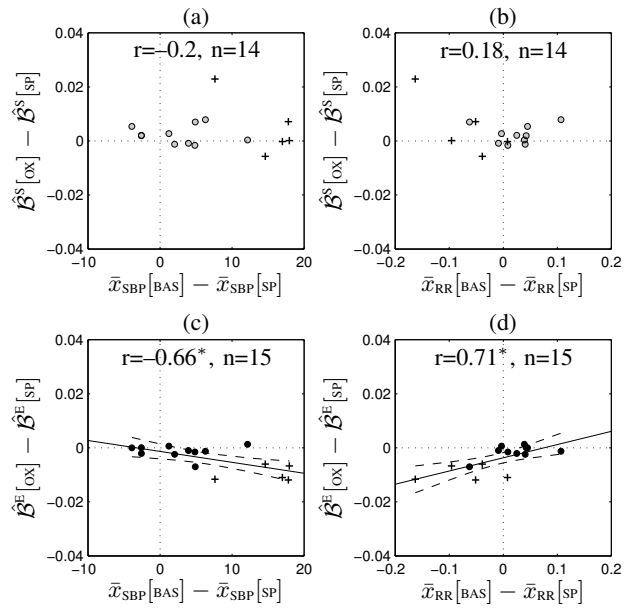 (a)
r=–0.2, n=14
0.04
0.02
0
−0.02
−0.04
−10
0
10
20
B̂ˢ[OX] − B̂ˢ[SP]
x̄SBP[BAS] − x̄SBP[SP]
(b)
r=0.18, n=14
0.04
0.02
0
−0.02
−0.04
0.2
0.1
0
0.1
0.2
B̂ˢ[OX] − B̂ˢ[SP]
x̄RR[BAS] − x̄RR[SP]
(c)
r=–0.66*, n=15
0.04
0.02
0
−0.02
−0.04
−10
0
10
20
B̂ᴱ[OX] − B̂ᴱ[SP]
x̄SBP[BAS] − x̄SBP[SP]
(d)
r=0.71*, n=15
0.04
0.02
0
−0.02
−0.04
0.2
0.1
0
0.1
0.2
B̂ᴱ[OX] − B̂ᴱ[SP]
x̄RR[BAS] − x̄RR[SP]